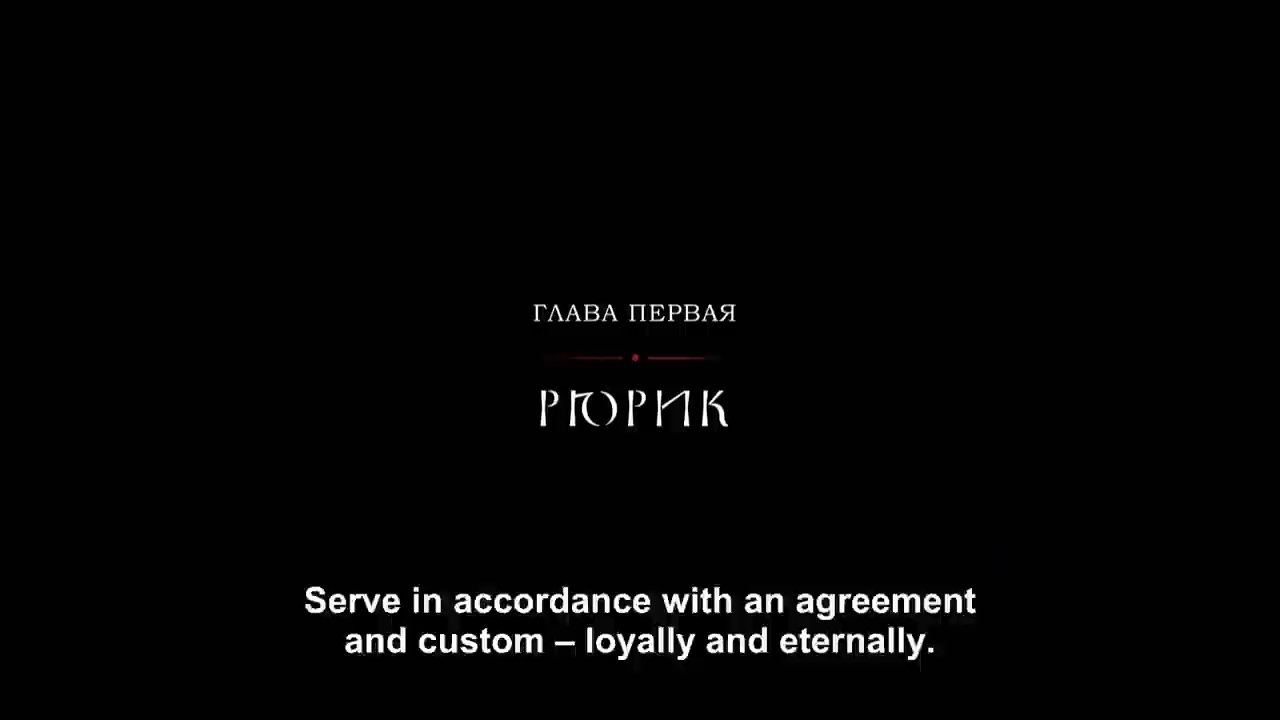 ГЛАВА ПЕРВАЯ
РЮРИК
Serve in accordance with an agreement
and custom – loyally and eternally.